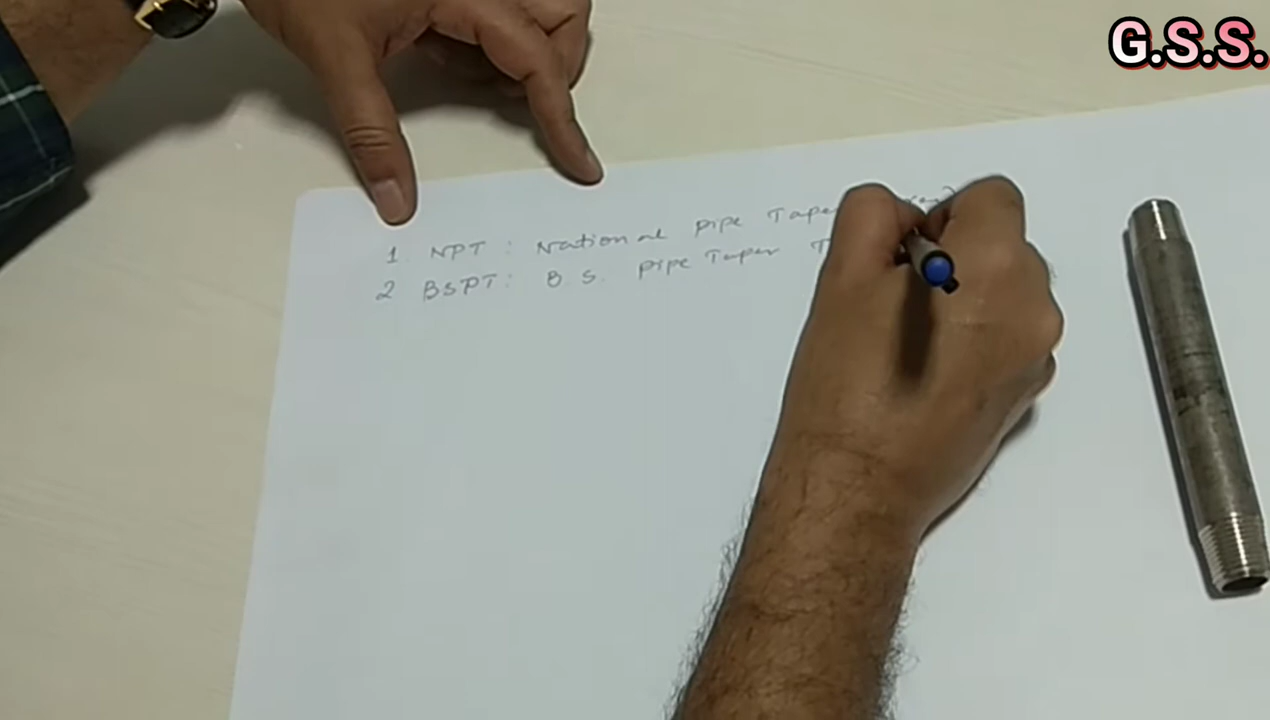 G.S.S.
1 NPT : National Pipe Taper
2 BSPT : B.S. Pipe Taper